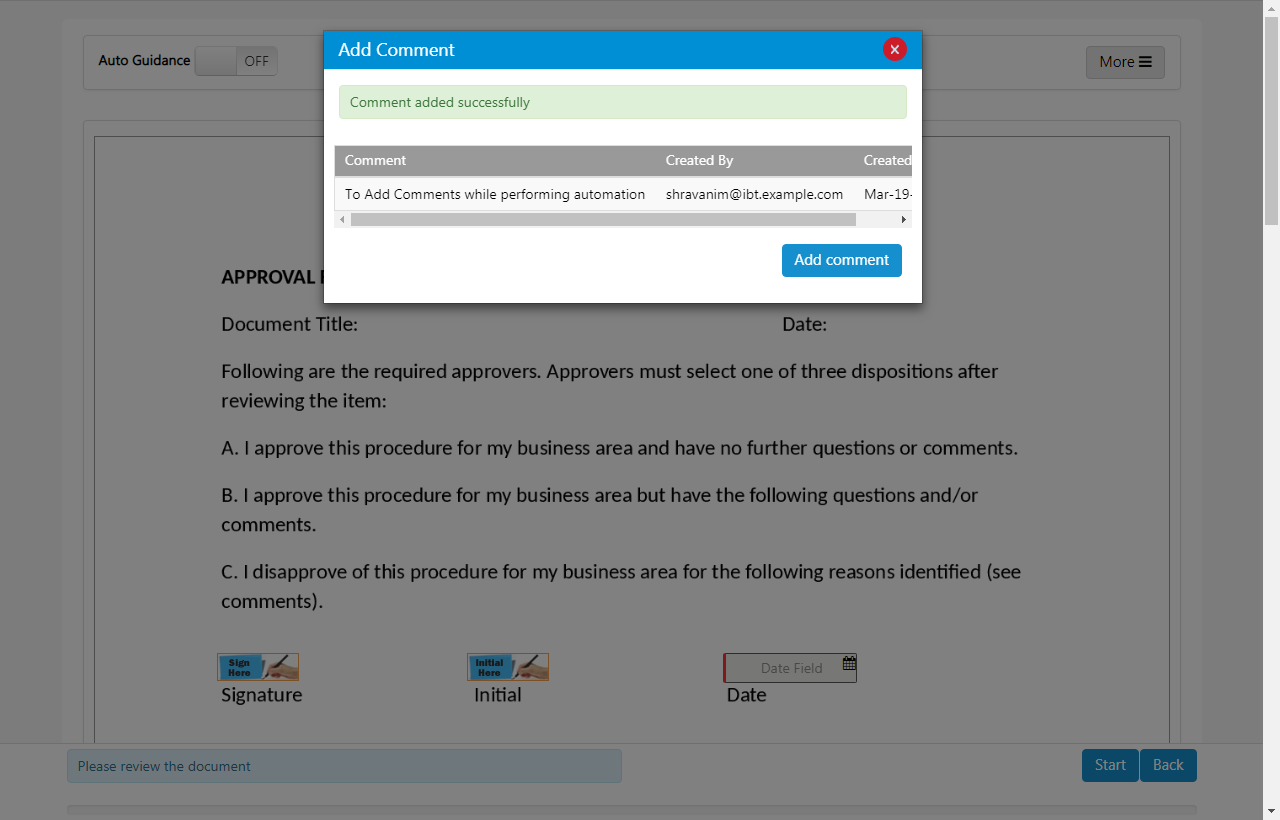 Add Comment
Auto Guidance OFF
More
Comment added successfully
Comment Created By Created
To Add Comments while performing automation shravanim@ibt.example.com Mar-19-
Add comment
APPROVAL
Document Title: Date:
Following are the required approvers. Approvers must select one of three dispositions after
reviewing the item:
A. I approve this procedure for my business area and have no further questions or comments.
B. I approve this procedure for my business area but have the following questions and/or
comments.
C. I disapprove of this procedure for my business area for the following reasons identified (see
comments).
Sign
Here
Initial
Here
Date Field
Signature Initial Date
Please review the document
Start Back